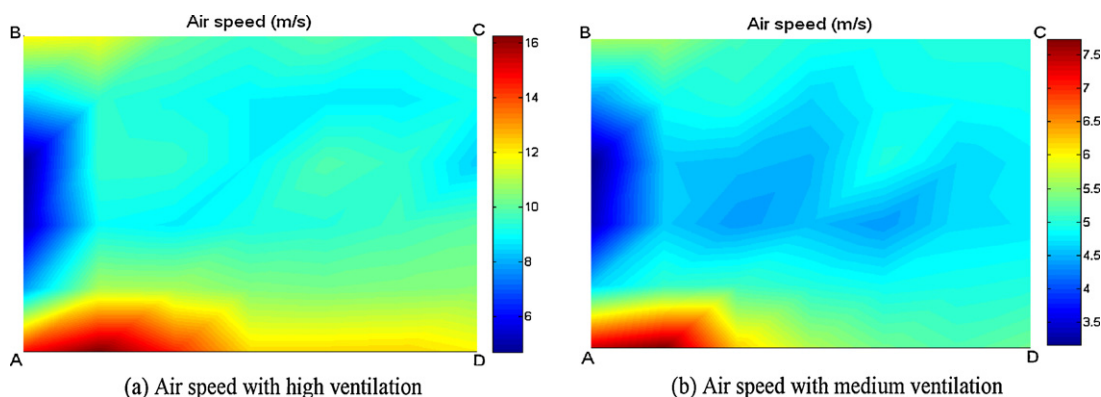 Air speed (m/s)
B
C
16
14
12
10
8
6
A
D
(a) Air speed with high ventilation
Air speed (m/s)
B
C
7.5
7
6.5
6
5.5
5
4.5
4
3.5
A
D
(b) Air speed with medium ventilation